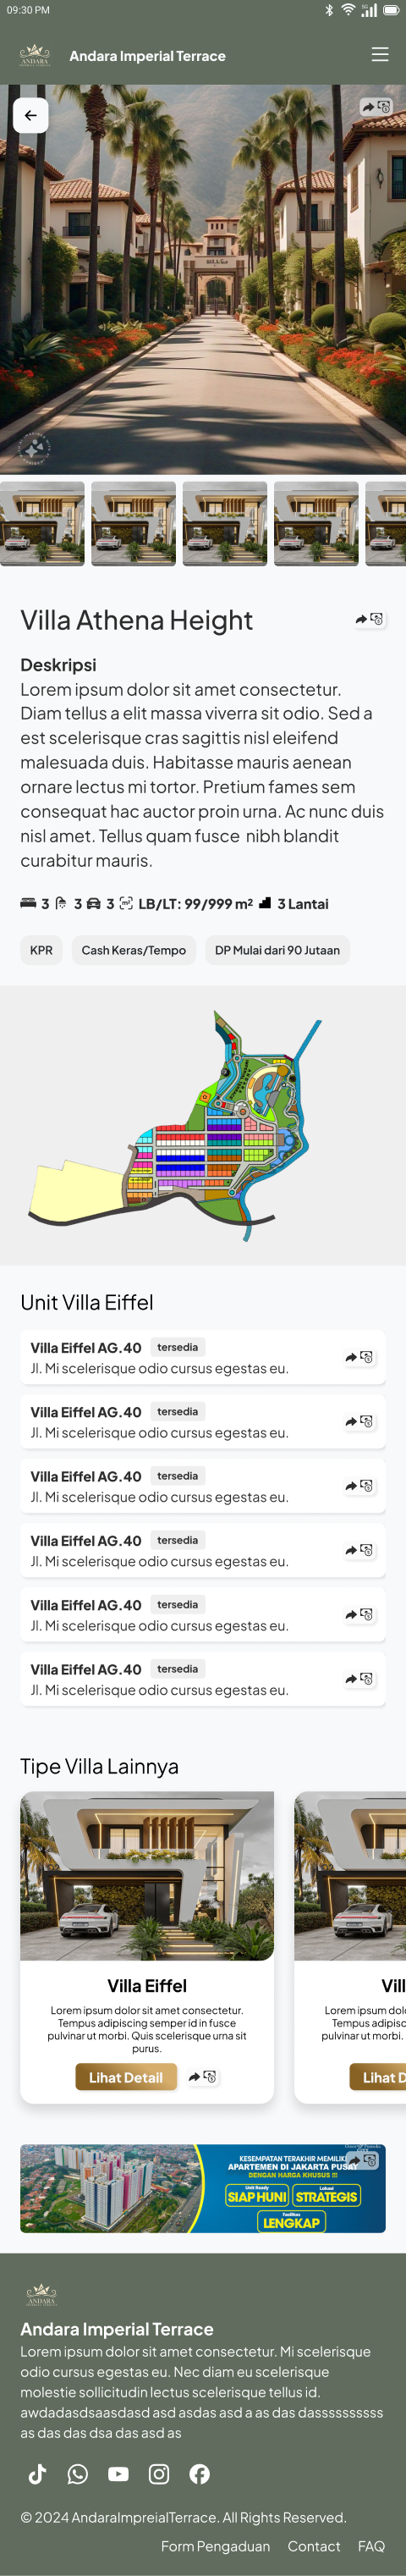 09:30 PM
ANDARA
Andara Imperial Terrace
Villa Athena Height
Deskripsi
Lorem ipsum dolor sit amet consectetur.
Diam tellus a elit massa viverra sit odio. Sed a
est scelerisque cras sagittis nisl eleifend
malesuada duis. Habitasse mauris aenean
ornare lectus mi tortor. Pretium fames sem
consequat hac auctor proin urna. Ac nunc duis
nisl amet. Tellus quam fusce nibh blandit
curabitur mauris.
3 3 3 LB/LT: 99/999 m² 3 Lantai
KPR Cash Keras/Tempo DP Mulai dari 90 Jutaan
Unit Villa Eiffel
Villa Eiffel AG.40 tersedia
Jl. Mi scelerisque odio cursus egestas eu.
Villa Eiffel AG.40 tersedia
Jl. Mi scelerisque odio cursus egestas eu.
Villa Eiffel AG.40 tersedia
Jl. Mi scelerisque odio cursus egestas eu.
Villa Eiffel AG.40 tersedia
Jl. Mi scelerisque odio cursus egestas eu.
Villa Eiffel AG.40 tersedia
Jl. Mi scelerisque odio cursus egestas eu.
Villa Eiffel AG.40 tersedia
Jl. Mi scelerisque odio cursus egestas eu.
Tipe Villa Lainnya
Villa Eiffel
Lorem ipsum dolor sit amet consectetur.
Tempus adipiscing semper id in fusce
pulvinar ut morbi. Quis scelerisque urna sit
purus.
Lihat Detail
Vill
Lorem ipsum dolo
Tempus adipisc
pulvinar ut morbi.
Lihat D
KESEMPATAN TERAKHIR MEMILIKI
APARTEMEN DI JAKARTA PUSAT
DENGAN HARGA KHUSUS !!!
Unit Ready
SIAP HUNI
Lokasi
STRATEGIS
Fasilitas
LENGKAP
ANDARA
Andara Imperial Terrace
Lorem ipsum dolor sit amet consectetur. Mi scelerisque
odio cursus egestas eu. Nec diam eu scelerisque
molestie sollicitudin lectus scelerisque tellus id.
awdadasdsaasdasd asd asdas asd a as das dasssssssssss
as das das dsa das asd as
© 2024 AndaraImpreialTerrace. All Rights Reserved.
Form Pengaduan Contact FAQ